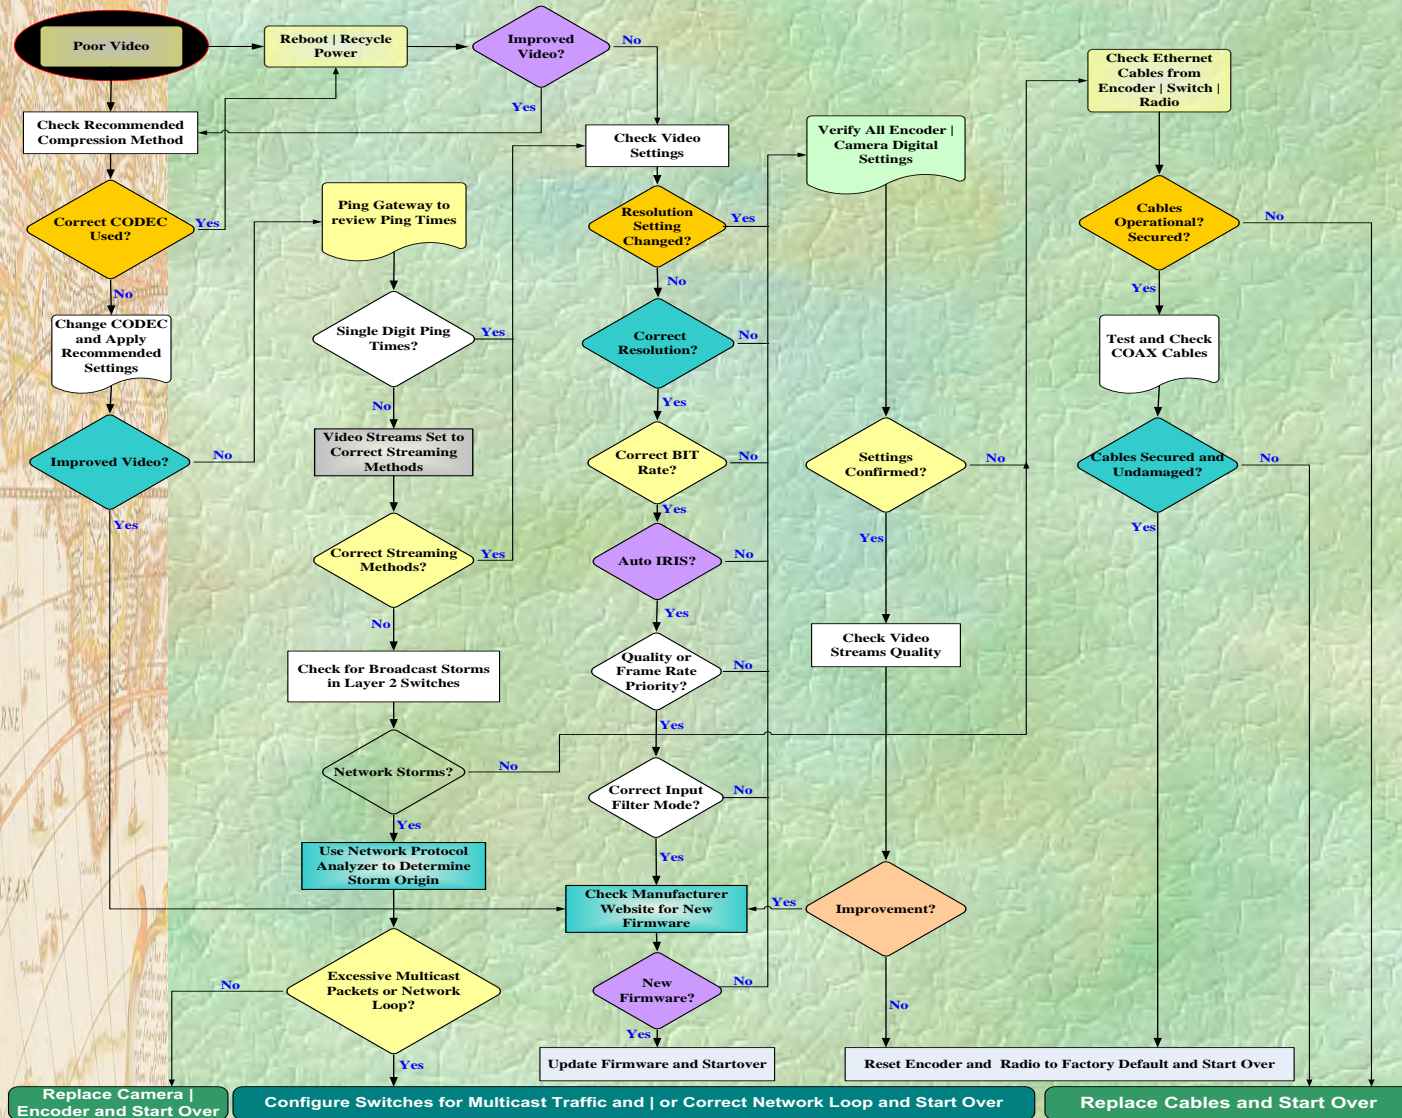 Poor Video
Reboot | Recycle
Power
Improved
Video?
No
Yes
Check Recommended
Compression Method
Correct CODEC
Used?
Yes
No
Change CODEC
and Apply
Recommended
Settings
Improved Video?
No
Yes
Ping Gateway to
review Ping Times
Single Digit Ping
Times?
Yes
No
Video Streams Set to
Correct Streaming
Methods
Correct Streaming
Methods?
Yes
No
Check for Broadcast Storms
in Layer 2 Switches
Network Storms?
No
Yes
Use Network Protocol
Analyzer to Determine
Storm Origin
Excessive Multicast
Packets or Network
Loop?
No
Yes
Check Video
Settings
Resolution
Setting
Changed?
Yes
No
Correct
Resolution?
No
Yes
Correct BIT
Rate?
No
Yes
Auto IRIS?
No
Yes
Quality or
Frame Rate
Priority?
No
Yes
Correct Input
Filter Mode?
No
Yes
Check Manufacturer
Website for New
Firmware
New
Firmware?
No
Yes
Update Firmware and Startover
Verify All Encoder |
Camera Digital
Settings
Settings
Confirmed?
No
Yes
Check Video
Streams Quality
Improvement?
Yes
No
Reset Encoder and Radio to Factory Default and Start Over
Check Ethernet
Cables from
Encoder | Switch |
Radio
Cables
Operational?
Secured?
No
Yes
Test and Check
COAX Cables
Cables Secured and
Undamaged?
No
Yes
Replace Camera |
Encoder and Start Over
Configure Switches for Multicast Traffic and | or Correct Network Loop and Start Over
Replace Cables and Start Over